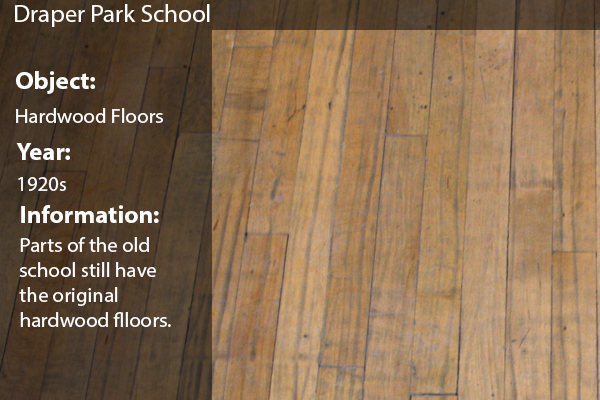 Draper Park School
Object:
Hardwood Floors
Year:
1920s
Information:
Parts of the old
school still have
the original
hardwood flloors.